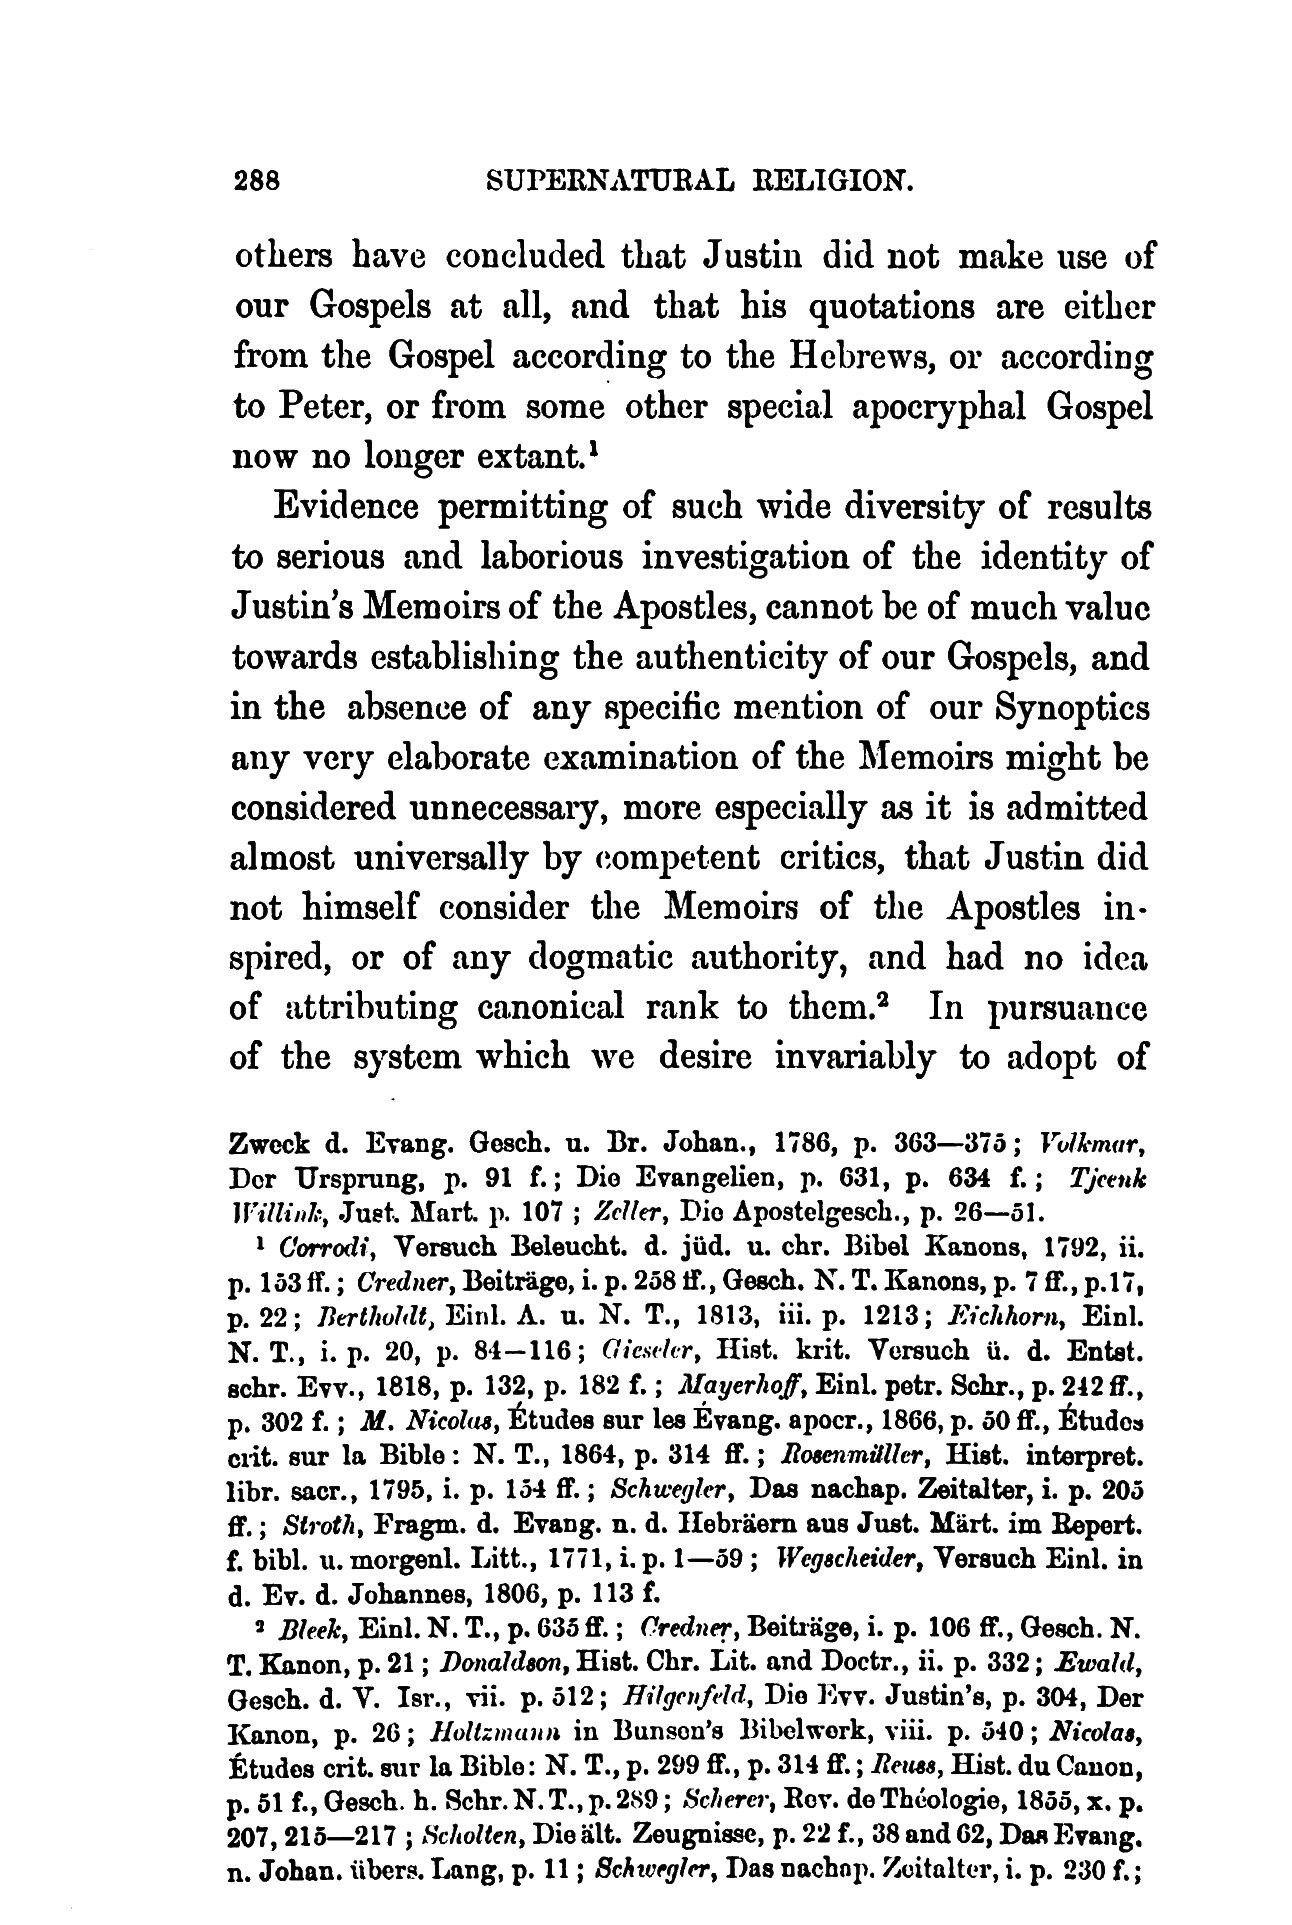 288 SUPERNATURAL RELIGION.
others have concluded that Justin did not make use of
our Gospels at all, and that his quotations are either
from the Gospel according to the Hebrews, or according
to Peter, or from some other special apocryphal Gospel
now no longer extant.¹
Evidence permitting of such wide diversity of results
to serious and laborious investigation of the identity of
Justin's Memoirs of the Apostles, cannot be of much value
towards establishing the authenticity of our Gospels, and
in the absence of any specific mention of our Synoptics
any very elaborate examination of the Memoirs might be
considered unnecessary, more especially as it is admitted
almost universally by competent critics, that Justin did
not himself consider the Memoirs of the Apostles in-
spired, or of any dogmatic authority, and had no idea
of attributing canonical rank to them.² In pursuance
of the system which we desire invariably to adopt of
Zweck d. Evang. Gesch. u. Br. Johan., 1786, p. 363—375; Volkmar,
Der Ursprung, p. 91 f.; Die Evangelien, p. 631, p. 634 f.; Tjeenk
Willink, Just. Mart. p. 107; Zeller, Die Apostelgesch., p. 26—51.
¹ Corrodi, Versuch Beleucht. d. jüd. u. chr. Bibel Kanons, 1792, ii.
p. 153 ff.; Credner, Beiträge, i. p. 258 ff., Gesch. N. T. Kanons, p. 7 ff., p. 17,
p. 22; Bertholdt, Einl. A. u. N. T., 1813, iii. p. 1213; Eichhorn, Einl.
N. T., i. p. 20, p. 84—116; Gieseler, Hist. krit. Versuch ü. d. Entst.
schr. Evv., 1818, p. 132, p. 182 f.; Mayerhoff, Einl. petr. Schr., p. 242 ff.,
p. 302 f.; M. Nicolas, Études sur les Évang. apocr., 1866, p. 50 ff., Études
crit. sur la Bible: N. T., 1864, p. 314 ff.; Rosenmüller, Hist. interpret.
libr. sacr., 1795, i. p. 154 ff.; Schwegler, Das nachap. Zeitalter, i. p. 205
ff.; Stroth, Fragm. d. Evang. n. d. Hebräern aus Just. Märt. im Repert.
f. bibl. u. morgenl. Litt., 1771, i. p. 1—59; Wegscheider, Versuch Einl. in
d. Ev. d. Johannes, 1806, p. 113 f.
² Bleek, Einl. N. T., p. 635 ff.; Credner, Beiträge, i. p. 106 ff., Gesch. N.
T. Kanon, p. 21; Donaldson, Hist. Chr. Lit. and Doctr., ii. p. 332; Ewald,
Gesch. d. V. Isr., vii. p. 512; Hilgenfeld, Die Evv. Justin's, p. 304, Der
Kanon, p. 26; Holtzmann in Bunsen's Bibelwerk, viii. p. 540; Nicolas,
Études crit. sur la Bible: N. T., p. 299 ff., p. 314 ff.; Reuss, Hist. du Canon,
p. 51 f., Gesch. h. Schr. N. T., p. 289; Scherer, Rev. de Théologie, 1855, x. p.
207, 215—217; Scholten, Die ält. Zeugnisse, p. 22 f., 38 and 62, Das Evang.
n. Johan. übers. Lang, p. 11; Schwegler, Das nachap. Zeitalter, i. p. 230 f.;